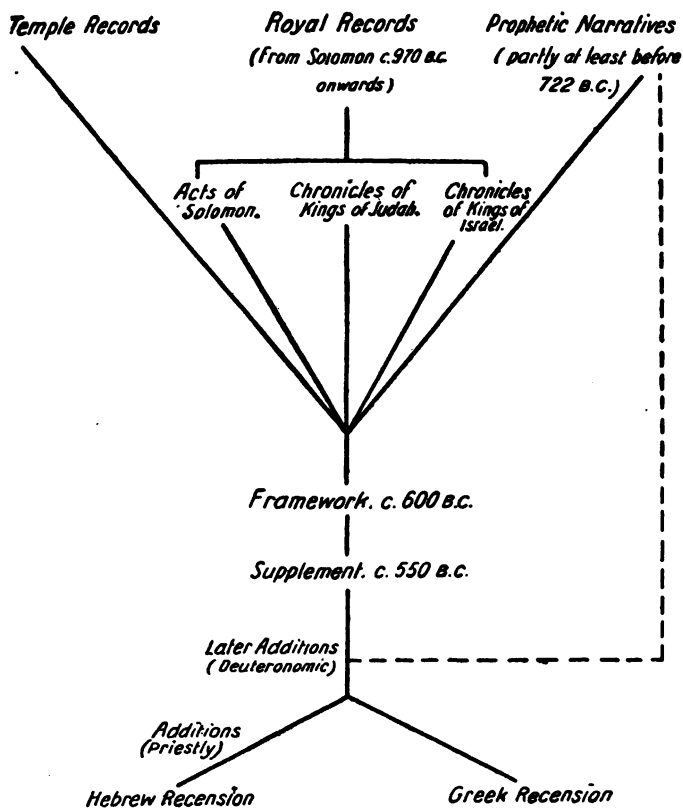 Temple Records
Royal Records
(From Solomon c.970 B.C.
onwards)
Prophetic Narratives
(partly at least before
722 B.C.)
Acts of
Solomon.
Chronicles of
Kings of Judah.
Chronicles
of Kings of
Israel.
Framework. c. 600 B.C.
Supplement. c. 550 B.C.
Later Additions
(Deuteronomic)
Additions
(Priestly)
Hebrew Recension
Greek Recension